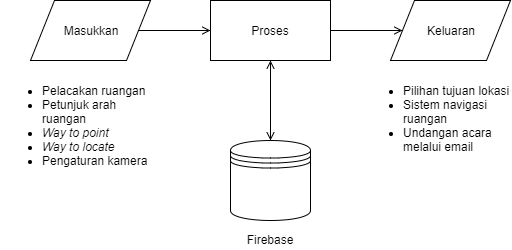 Masukkan
Proses
Keluaran
• Pelacakan ruangan
• Petunjuk arah
ruangan
• Way to point
• Way to locate
• Pengaturan kamera
• Pilihan tujuan lokasi
• Sistem navigasi
ruangan
• Undangan acara
melalui email
Firebase